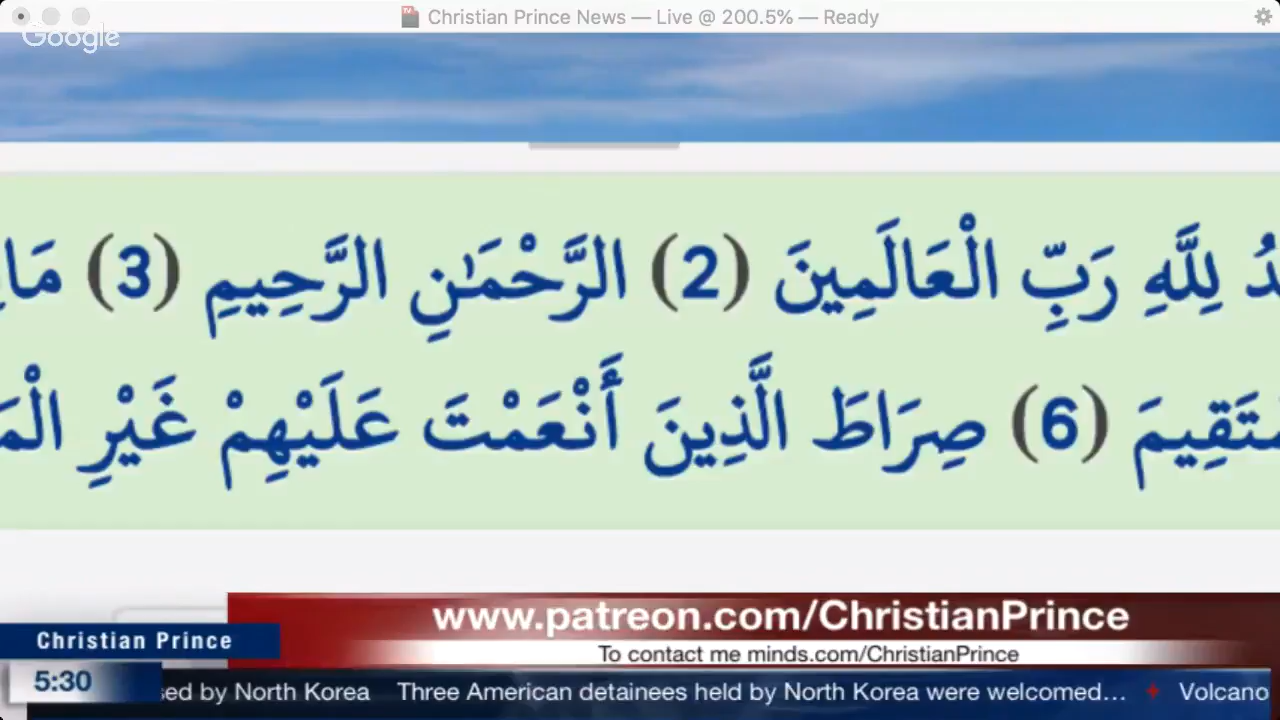 Christian Prince News — Live @ 200.5% — Ready
Google
لِلَّهِ رَبِّ الْعَالَمِينَ (2) الرَّحْمَٰنِ الرَّحِيمِ (3)
(6) صِرَاطَ الَّذِينَ أَنْعَمْتَ عَلَيْهِمْ غَيْرِ
www.patreon.com/ChristianPrince
To contact me minds.com/ChristianPrince
Christian Prince
5:30
sed by North Korea Three American detainees held by North Korea were welcomed... Volcano